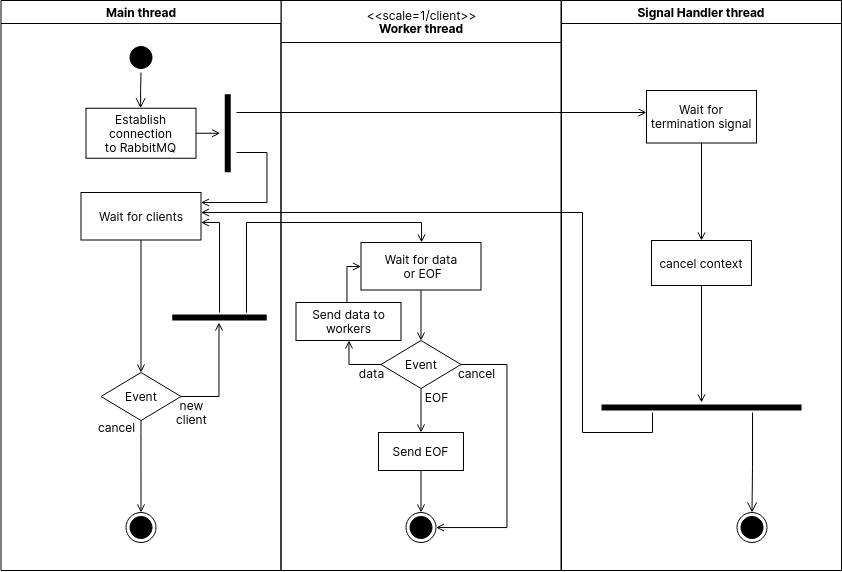 Main thread
<<scale=1/client>>
Worker thread
Signal Handler thread
Establish
connection
to RabbitMQ
Wait for
termination signal
Wait for clients
Wait for data
or EOF
cancel context
Send data to
workers
Event
data
cancel
EOF
Event
new
client
cancel
Send EOF